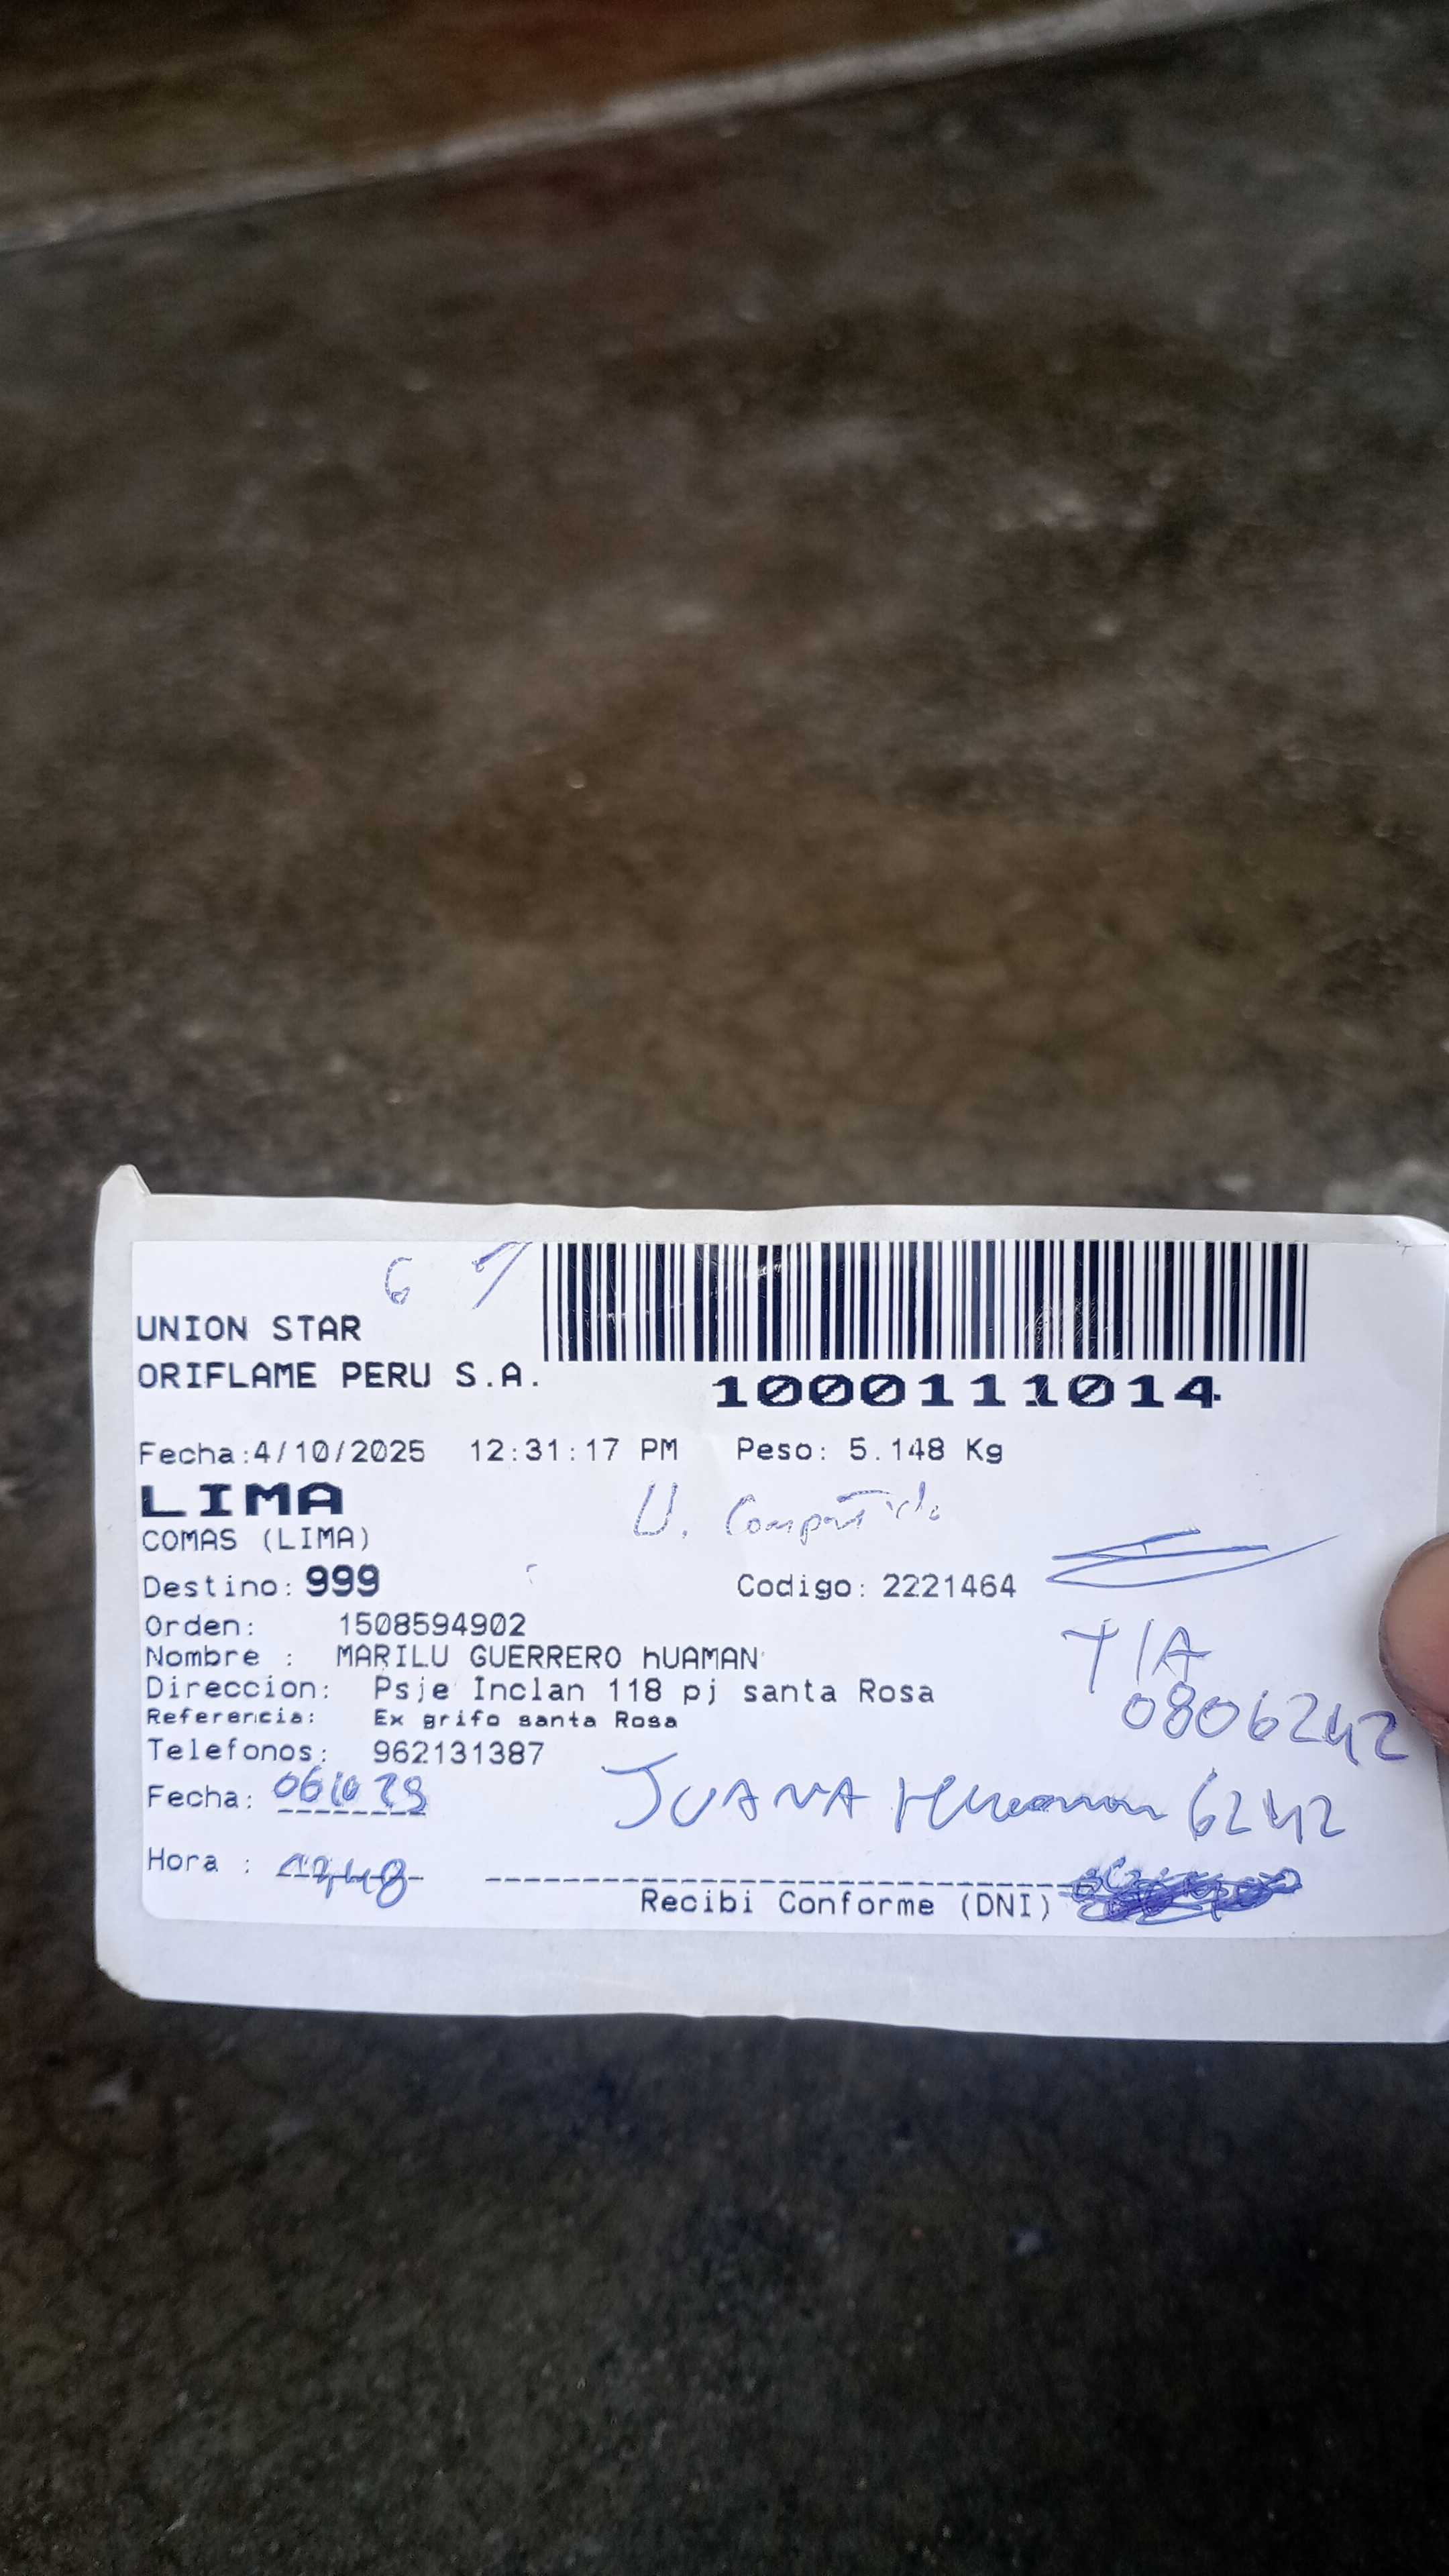 6
UNION STAR
ORIFLAME PERU S.A.
1000111014
Fecha:4/10/2025 12:31:17 PM Peso: 5.148 Kg
LIMA
U.
COMAS (LIMA)
Destino: 999 Codigo: 2221464
Orden: 1508594902
Nombre : MARILU GUERRERO hUAMAN
TIA
Direccion: Psje Inclan 118 pj santa Rosa
0806242
Referencia: Ex grifo santa Rosa
Telefonos: 962131387
Fecha:
JUANA Huaman 6242
Hora :
Recibi Conforme (DNI)